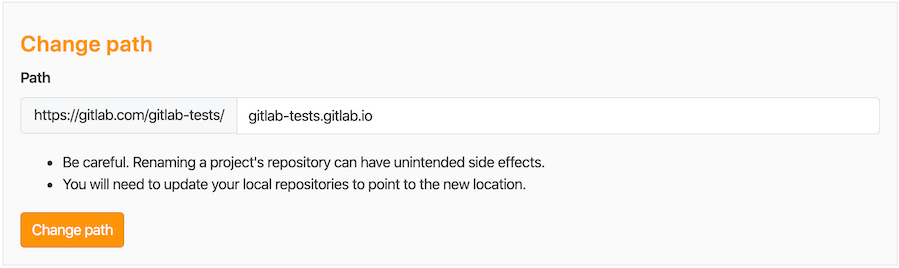 Change path
Path
https://gitlab.com/gitlab-tests/ gitlab-tests.gitlab.io
• Be careful. Renaming a project's repository can have unintended side effects.
• You will need to update your local repositories to point to the new location.
Change path